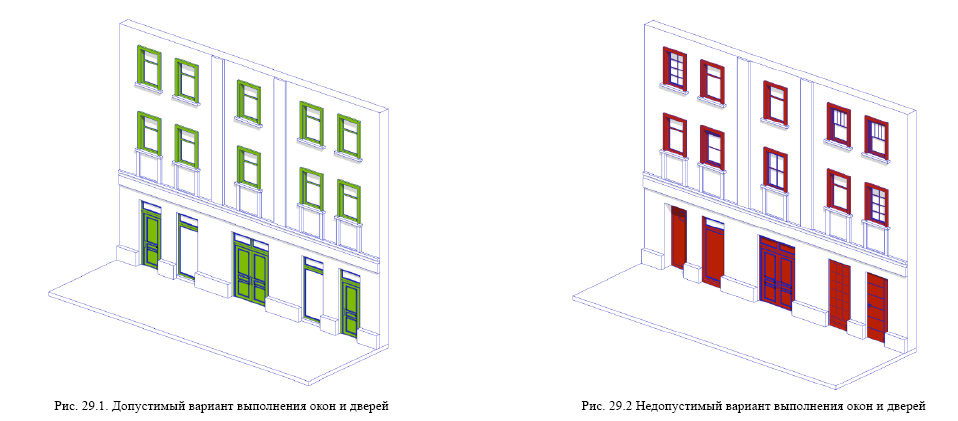 Рис. 29.1. Допустимый вариант выполнения окон и дверей
Рис. 29.2 Недопустимый вариант выполнения окон и дверей